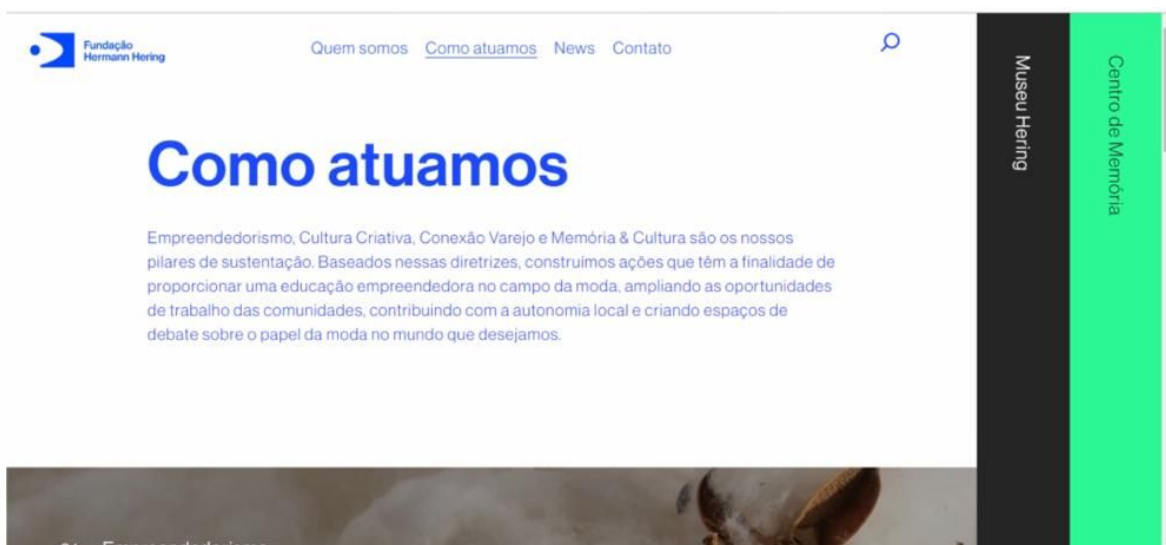 Fundação
Hermann Hering
Quem somos Como atuamos News Contato
Como atuamos
Empreendedorismo, Cultura Criativa, Conexão Varejo e Memória & Cultura são os nossos
pilares de sustentação. Baseados nessas diretrizes, construímos ações que têm a finalidade de
proporcionar uma educação empreendedora no campo da moda, ampliando as oportunidades
de trabalho das comunidades, contribuindo com a autonomia local e criando espaços de
debate sobre o papel da moda no mundo que desejamos.
Empreendedorismo
Museu Hering
Centro de Memória